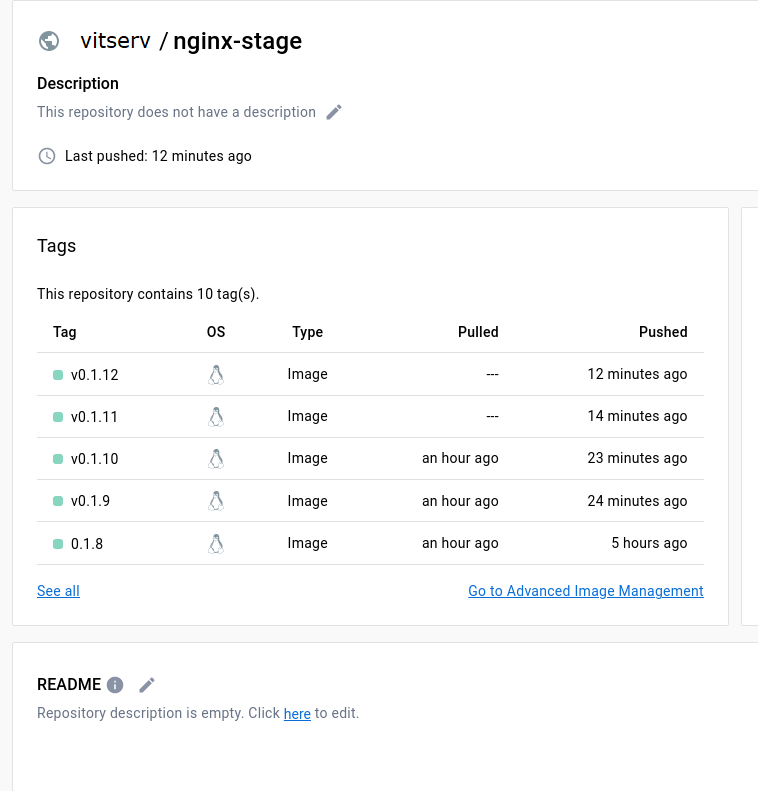 vitserv / nginx-stage
Description
This repository does not have a description
Last pushed: 12 minutes ago
Tags
This repository contains 10 tag(s).
Tag OS Type Pulled Pushed
v0.1.12 Image --- 12 minutes ago
v0.1.11 Image --- 14 minutes ago
v0.1.10 Image an hour ago 23 minutes ago
v0.1.9 Image an hour ago 24 minutes ago
0.1.8 Image an hour ago 5 hours ago
See all Go to Advanced Image Management
README
Repository description is empty. Click here to edit.